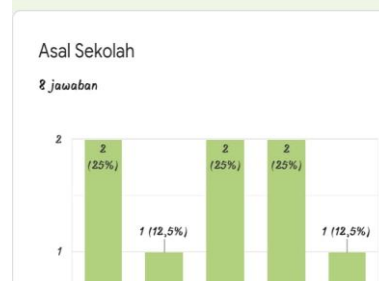 Asal Sekolah
8 jawaban
2
2 2 2
(25%) (25%) (25%)
1 (12,5%) 1 (12,5%)
1